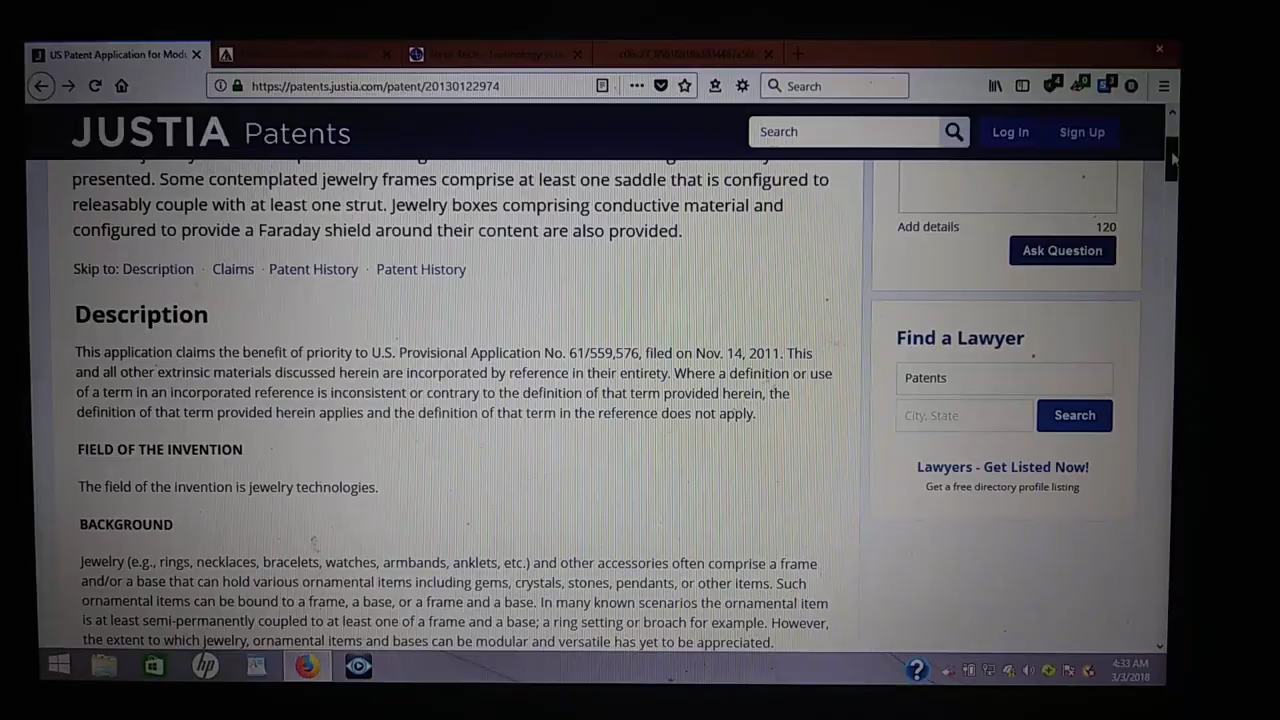 US Patent Application for Modu
https://patents.justia.com/patent/20130122974
Search
JUSTIA Patents
Search
Log In
Sign Up
presented. Some contemplated jewelry frames comprise at least one saddle that is configured to
releasably couple with at least one strut. Jewelry boxes comprising conductive material and
configured to provide a Faraday shield around their content are also provided.
Skip to: Description · Claims · Patent History · Patent History
Description
This application claims the benefit of priority to U.S. Provisional Application No. 61/559,576, filed on Nov. 14, 2011. This
and all other extrinsic materials discussed herein are incorporated by reference in their entirety. Where a definition or use
of a term in an incorporated reference is inconsistent or contrary to the definition of that term provided herein, the
definition of that term provided herein applies and the definition of that term in the reference does not apply.
FIELD OF THE INVENTION
The field of the invention is jewelry technologies.
BACKGROUND
Jewelry (e.g., rings, necklaces, bracelets, watches, armbands, anklets, etc.) and other accessories often comprise a frame
and/or a base that can hold various ornamental items including gems, crystals, stones, pendants, or other items. Such
ornamental items can be bound to a frame, a base, or a frame and a base. In many known scenarios the ornamental item
is at least semi-permanently coupled to at least one of a frame and a base; a ring setting or broach for example. However,
the extent to which jewelry, ornamental items and bases can be modular and versatile has yet to be appreciated.
Add details
120
Ask Question
Find a Lawyer
Patents
City, State
Search
Lawyers - Get Listed Now!
Get a free directory profile listing
hp
4:33 AM
3/3/2018